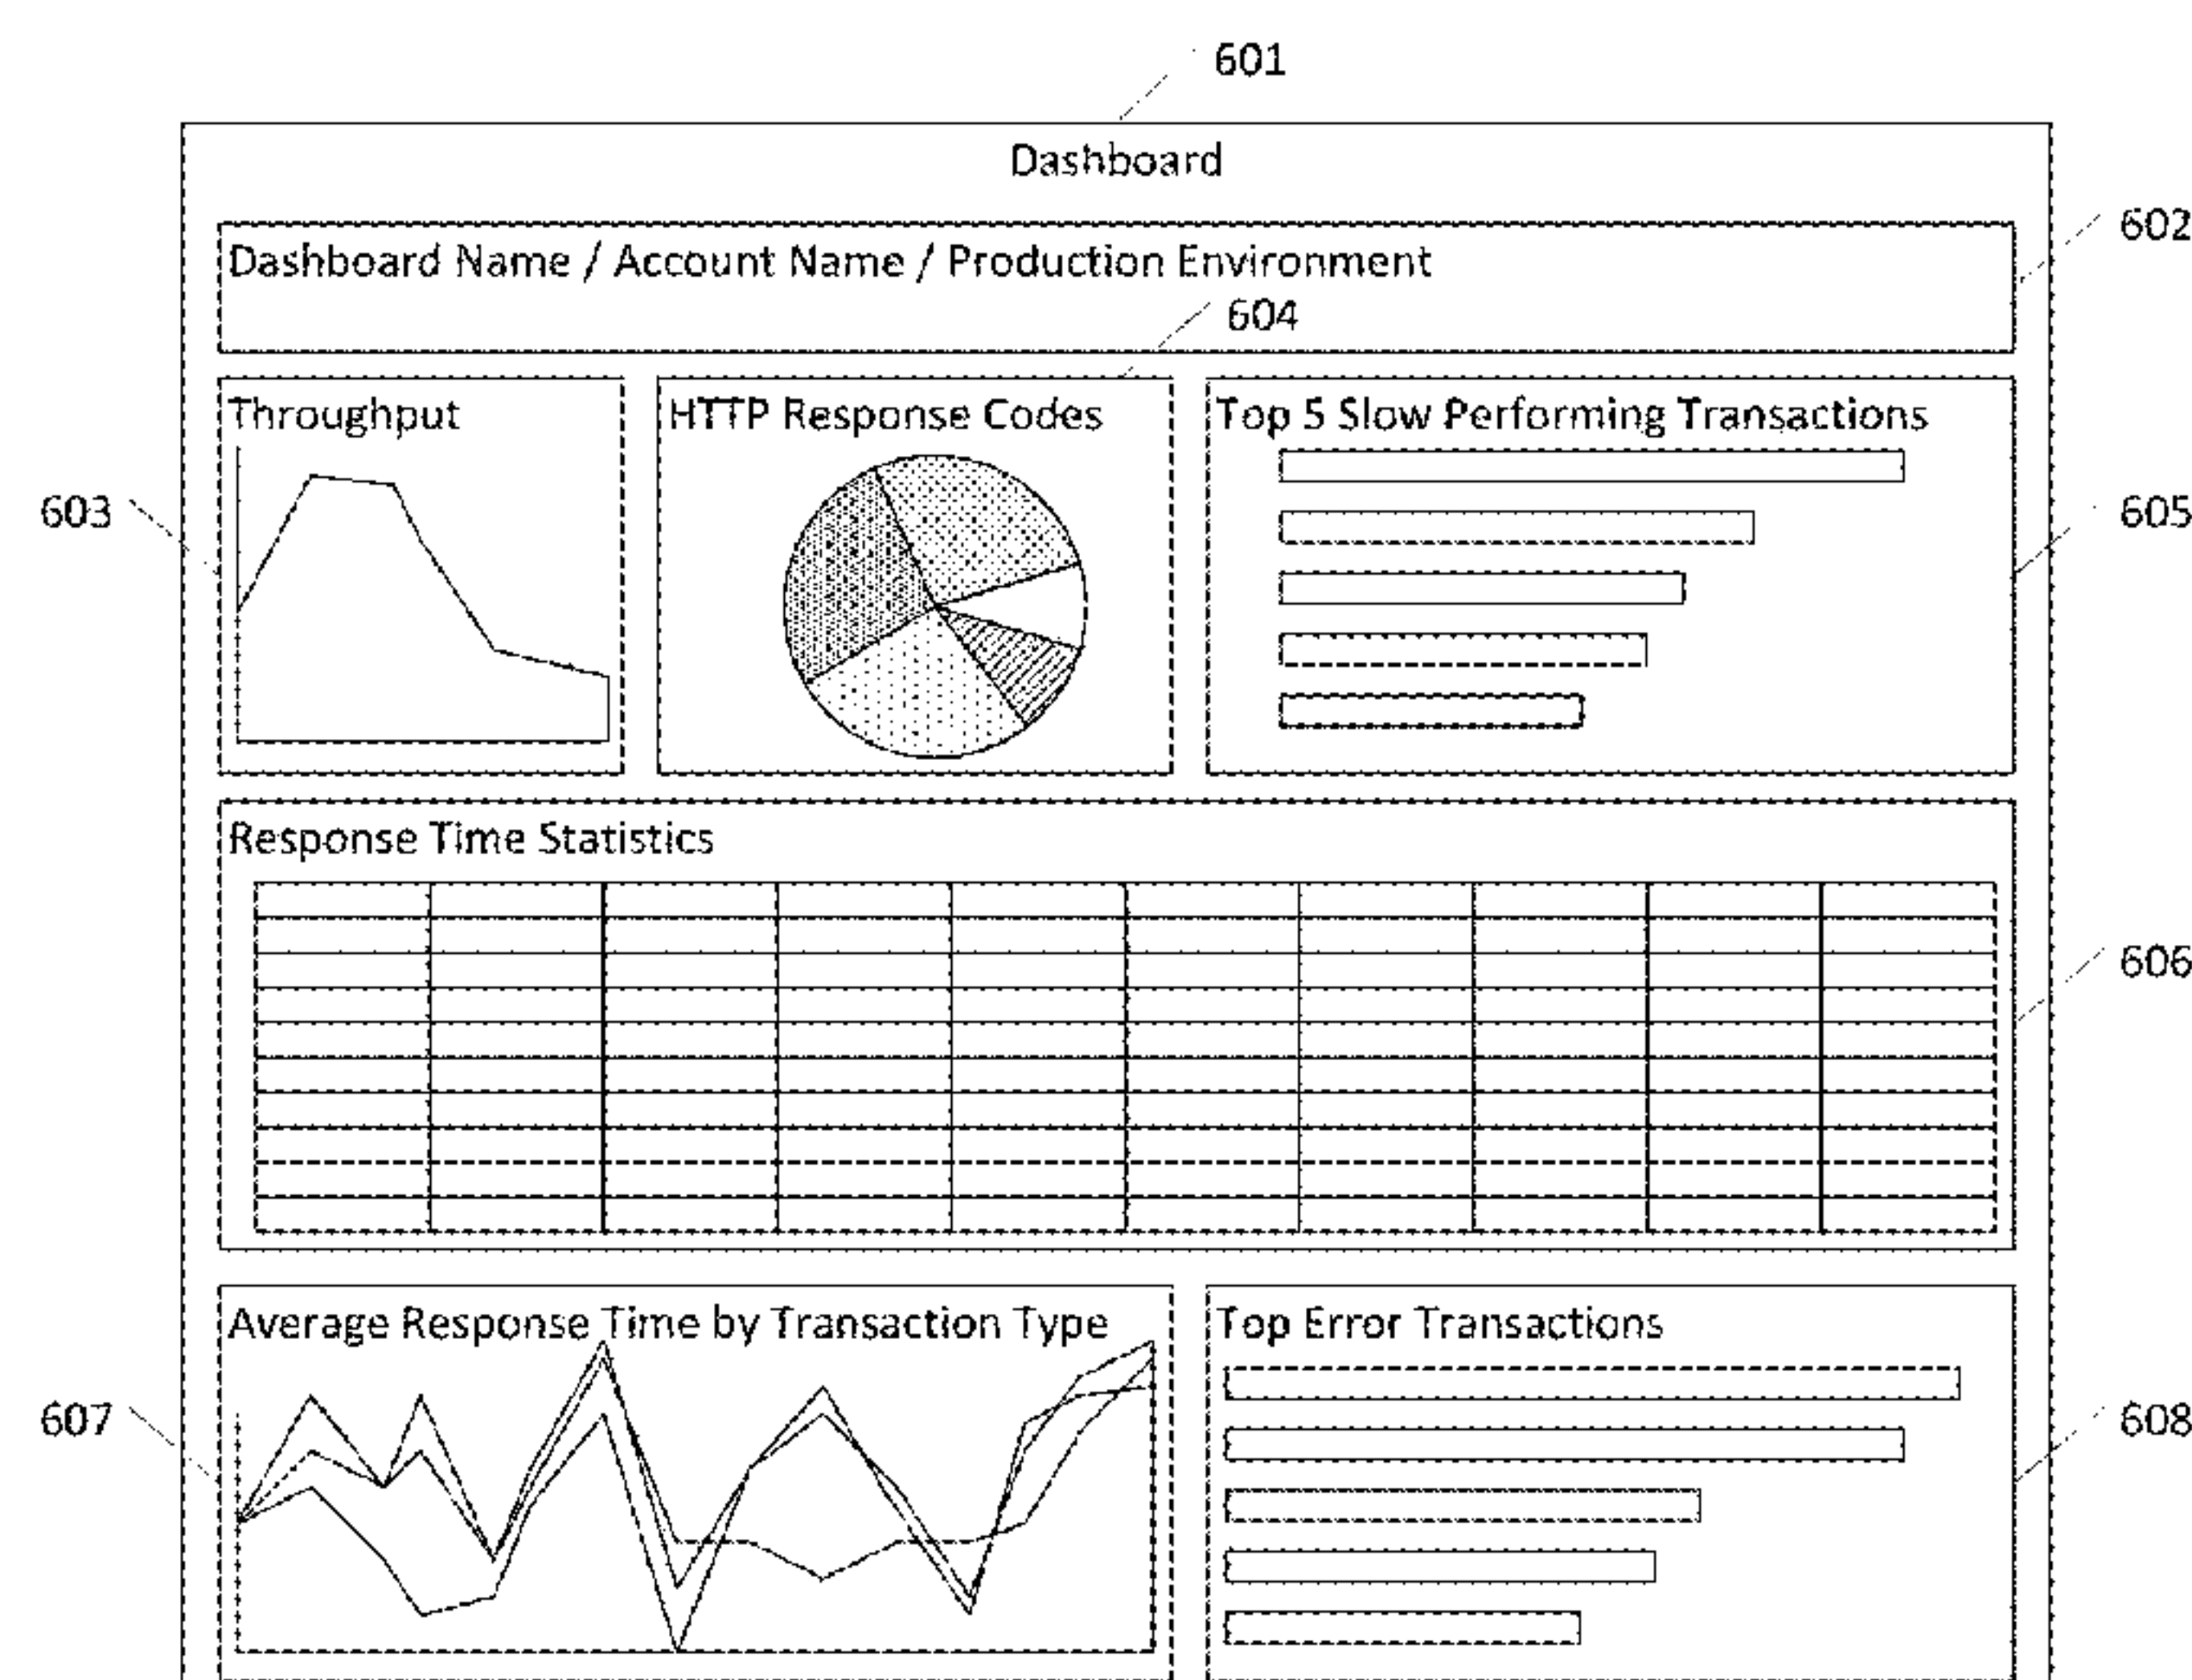 601
Dashboard
602
Dashboard Name / Account Name / Production Environment
604
Throughput
HTTP Response Codes
Top 5 Slow Performing Transactions
603
605
Response Time Statistics
606
Average Response Time by Transaction Type
Top Error Transactions
607
608